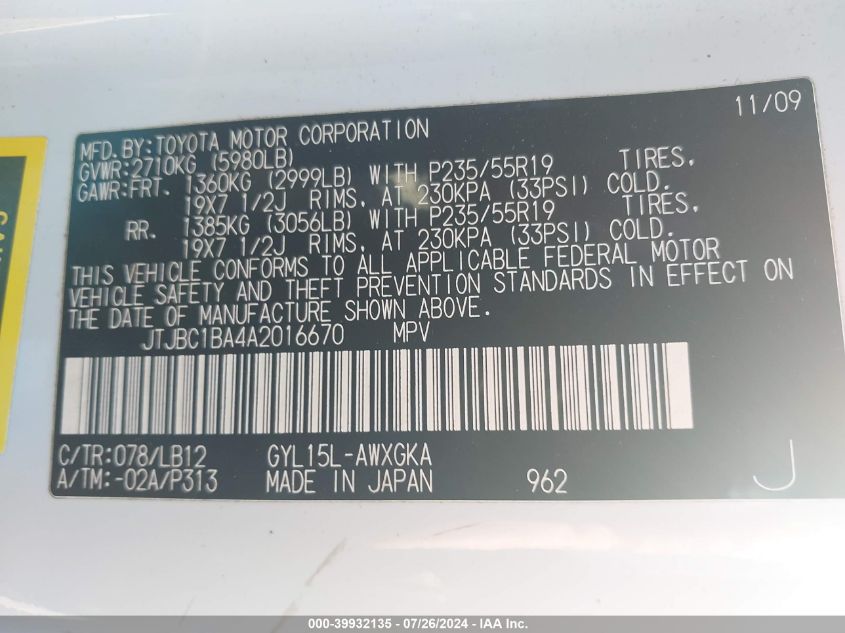 11/09
MFD. BY: TOYOTA MOTOR CORPORATION
GVWR: 2710KG (5980LB)
GAWR: FRT. 1360KG (2999LB) WITH P235/55R19 TIRES,
19X7 1/2J RIMS, AT 230KPA (33PSI) COLD.
RR. 1385KG (3056LB) WITH P235/55R19 TIRES,
19X7 1/2J RIMS, AT 230KPA (33PSI) COLD.
THIS VEHICLE CONFORMS TO ALL APPLICABLE FEDERAL MOTOR
VEHICLE SAFETY AND THEFT PREVENTION STANDARDS IN EFFECT ON
THE DATE OF MANUFACTURE SHOWN ABOVE.
JTJBC1BA4A2016670 MPV
C/TR: 078/LB12 GYL15L-AWXGKA
A/TM: -02A/P313 MADE IN JAPAN 962 J
000-39932135 - 07/26/2024 - IAA Inc.